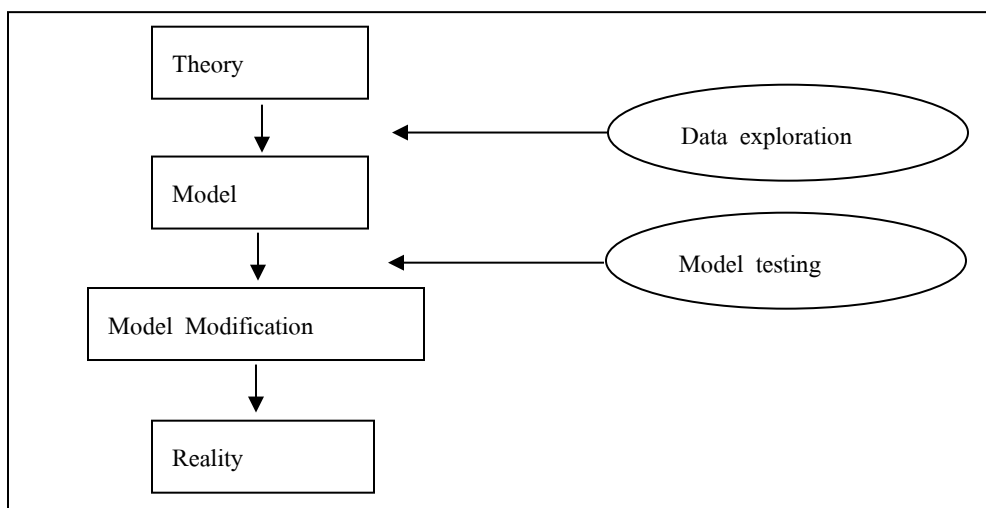 Theory
Data exploration
Model
Model testing
Model Modification
Reality